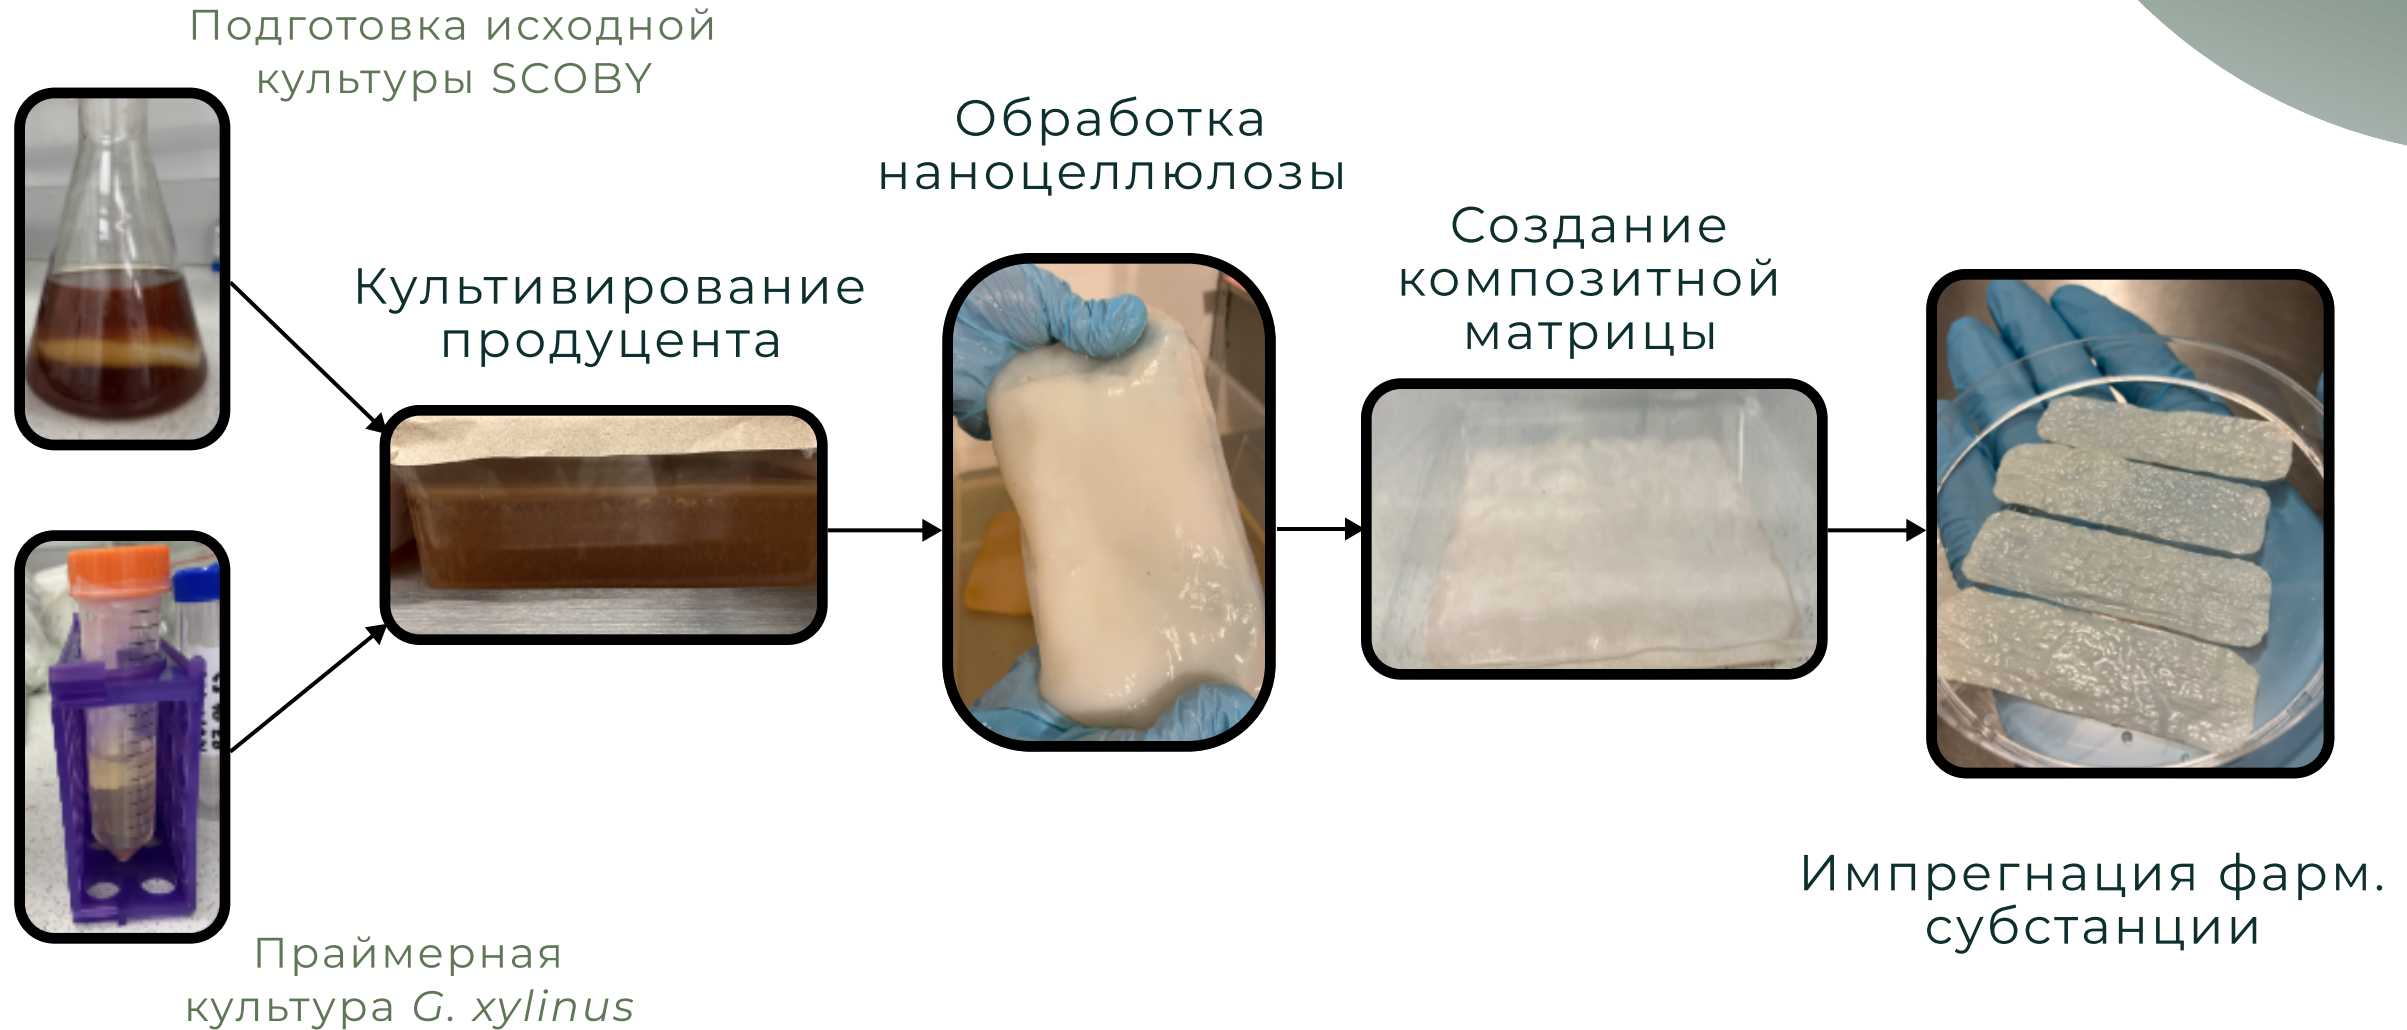 Подготовка исходной
культуры SCOBY
Обработка
наноцеллюлозы
Создание
композитной
матрицы
Культивирование
продуцента
Импрегнация фарм.
субстанции
Праймерная
культура G. xylinus